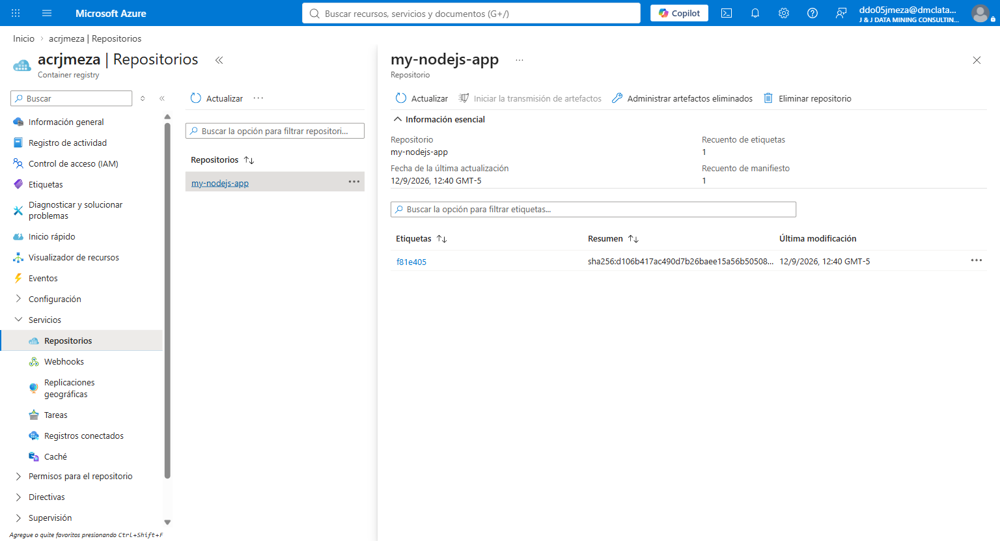 Microsoft Azure
Buscar recursos, servicios y documentos (G+/)
Copilot
ddo05jmeza@dmclata...
J & J DATA MINING CONSULTIN...
Inicio > acrjmeza | Repositorios
acrjmeza | Repositorios
Container registry
Buscar
Información general
Registro de actividad
Control de acceso (IAM)
Etiquetas
Diagnosticar y solucionar
problemas
Inicio rápido
Visualizador de recursos
Eventos
Configuración
Servicios
Repositorios
Webhooks
Replicaciones
geográficas
Tareas
Registros conectados
Caché
Permisos para el repositorio
Directivas
Supervisión
Agregue o quite favoritos presionando Ctrl+Shift+F
Actualizar
Buscar la opción para filtrar repositori...
Repositorios
my-nodejs-app
my-nodejs-app
Repositorio
Actualizar Iniciar la transmisión de artefactos Administrar artefactos eliminados Eliminar repositorio
Información esencial
Repositorio
my-nodejs-app
Fecha de la última actualización
12/9/2026, 12:40 GMT-5
Recuento de etiquetas
1
Recuento de manifiesto
1
Buscar la opción para filtrar etiquetas...
Etiquetas Resumen Última modificación
f81e405 sha256:d106b417ac490d7b26baee15a56b50508... 12/9/2026, 12:40 GMT-5